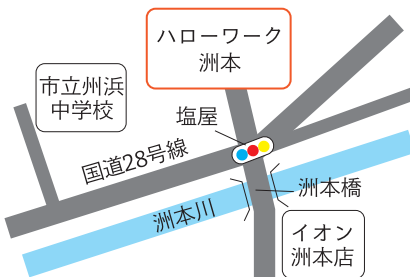 ハローワーク
洲本
市立州浜
中学校
塩屋
国道28号線
洲本橋
洲本川
イオン
洲本店